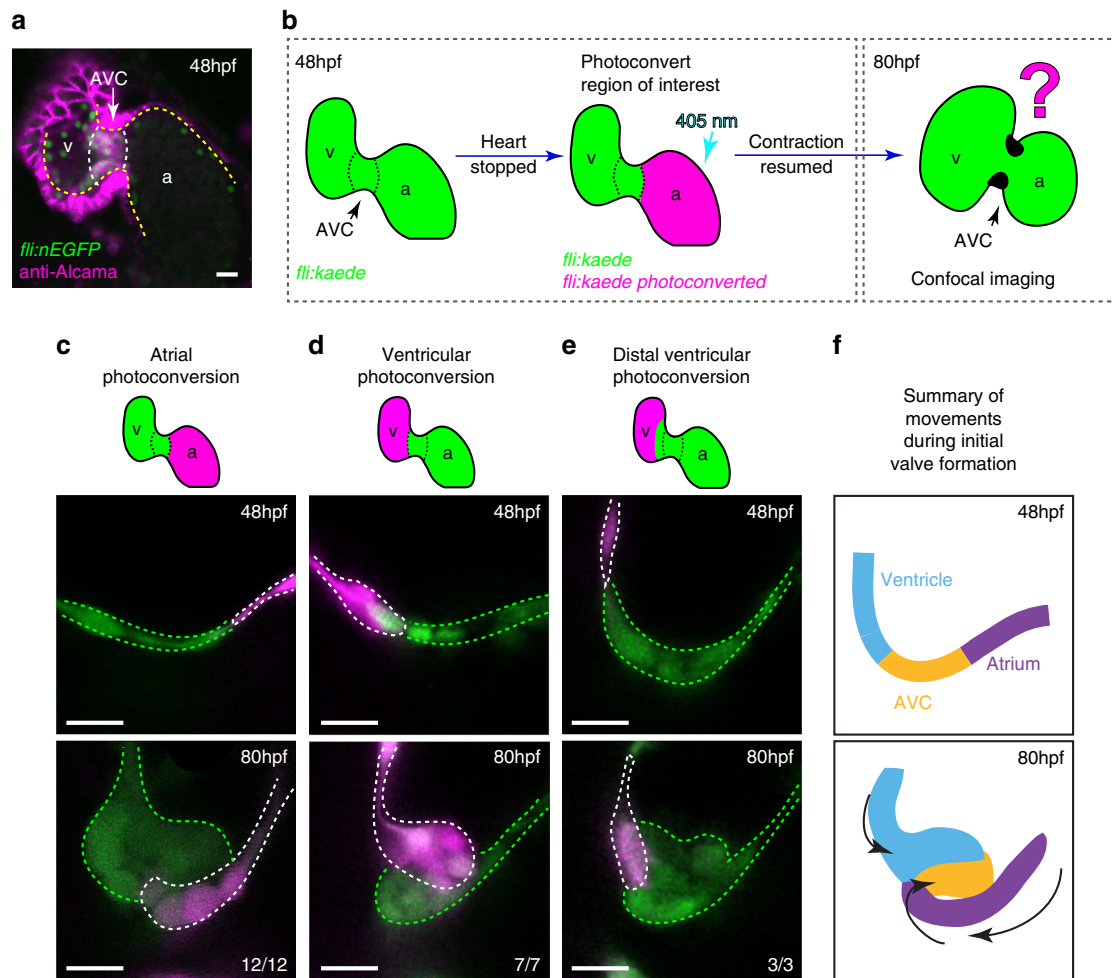 a
48hpf
AVC
v
a
fli:nEGFP
anti-Alcama
b
48hpf
v
a
AVC
fli:kaede
Heart
stopped
Photoconvert
region of interest
405 nm
v
a
fli:kaede
fli:kaede photoconverted
Contraction
resumed
80hpf
?
v
a
AVC
Confocal imaging
c
Atrial
photoconversion
v
a
48hpf
80hpf
12/12
d
Ventricular
photoconversion
v
a
48hpf
80hpf
7/7
e
Distal ventricular
photoconversion
v
a
48hpf
80hpf
3/3
f
Summary of
movements
during initial
valve formation
48hpf
Ventricle
Atrium
AVC
80hpf